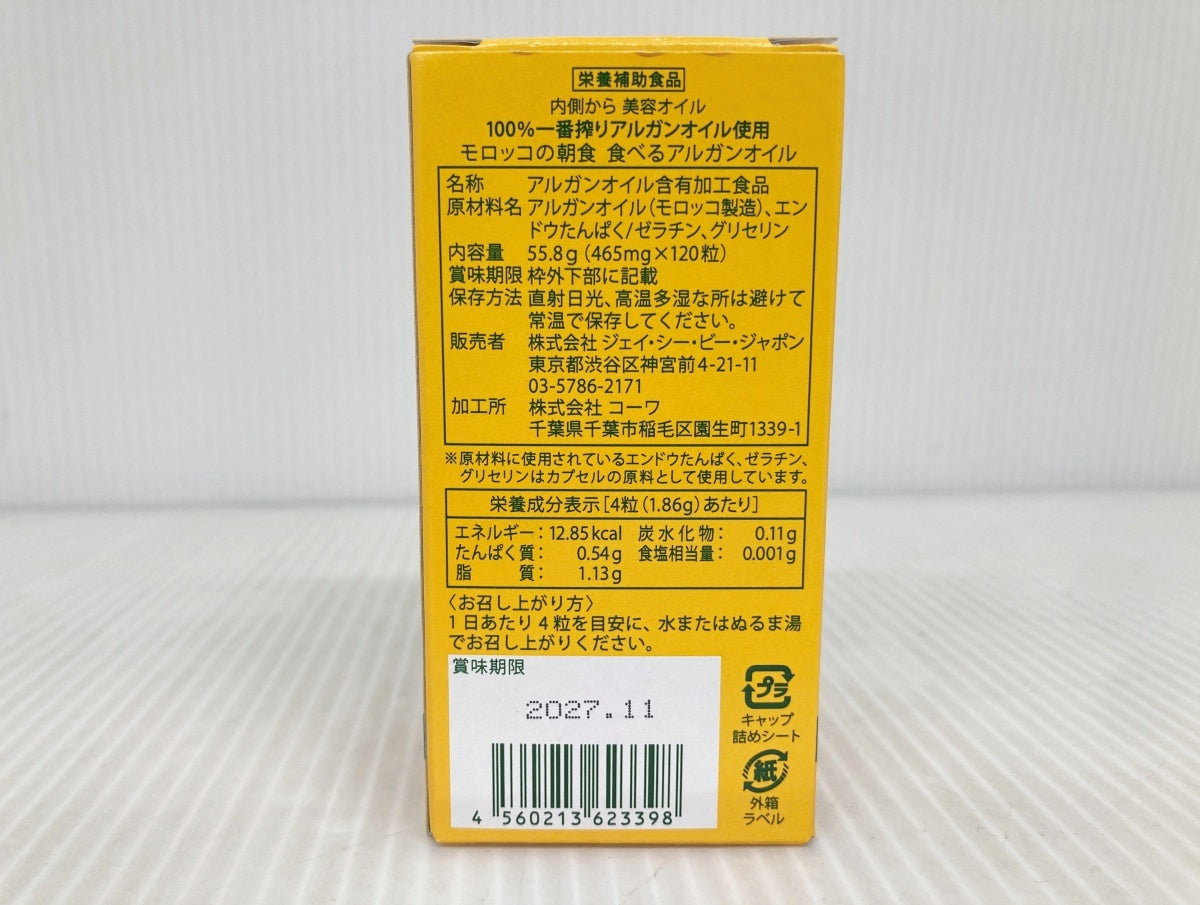 栄養補助食品
内側から 美容オイル
100%一番搾りアルガンオイル使用
モロッコの朝食 食べるアルガンオイル
名称 アルガンオイル含有加工食品
原材料名 アルガンオイル(モロッコ製造)、エン
ドウたんぱく/ゼラチン、グリセリン
内容量 55.8g(465mg×120粒)
賞味期限 枠外下部に記載
保存方法 直射日光、高温多湿な所は避けて
常温で保存してください。
販売者 株式会社 ジェイ・シー・ビー・ジャポン
東京都渋谷区神宮前4-21-11
03-5786-2171
加工所 株式会社 コーワ
千葉県千葉市稲毛区園生町1339-1
※原材料に使用されているエンドウたんぱく、ゼラチン、
グリセリンはカプセルの原料として使用しています。
栄養成分表示[4粒(1.86g)あたり]
エネルギー:12.85kcal 炭水化物: 0.11g
たんぱく質: 0.54g 食塩相当量: 0.001g
脂質: 1.13g
〈お召し上がり方〉
1日あたり4粒を目安に、水またはぬるま湯
でお召し上がりください。
賞味期限
2027.11
4 560213 623398
プラ
キャップ
詰めシート
紙
外箱
ラベル